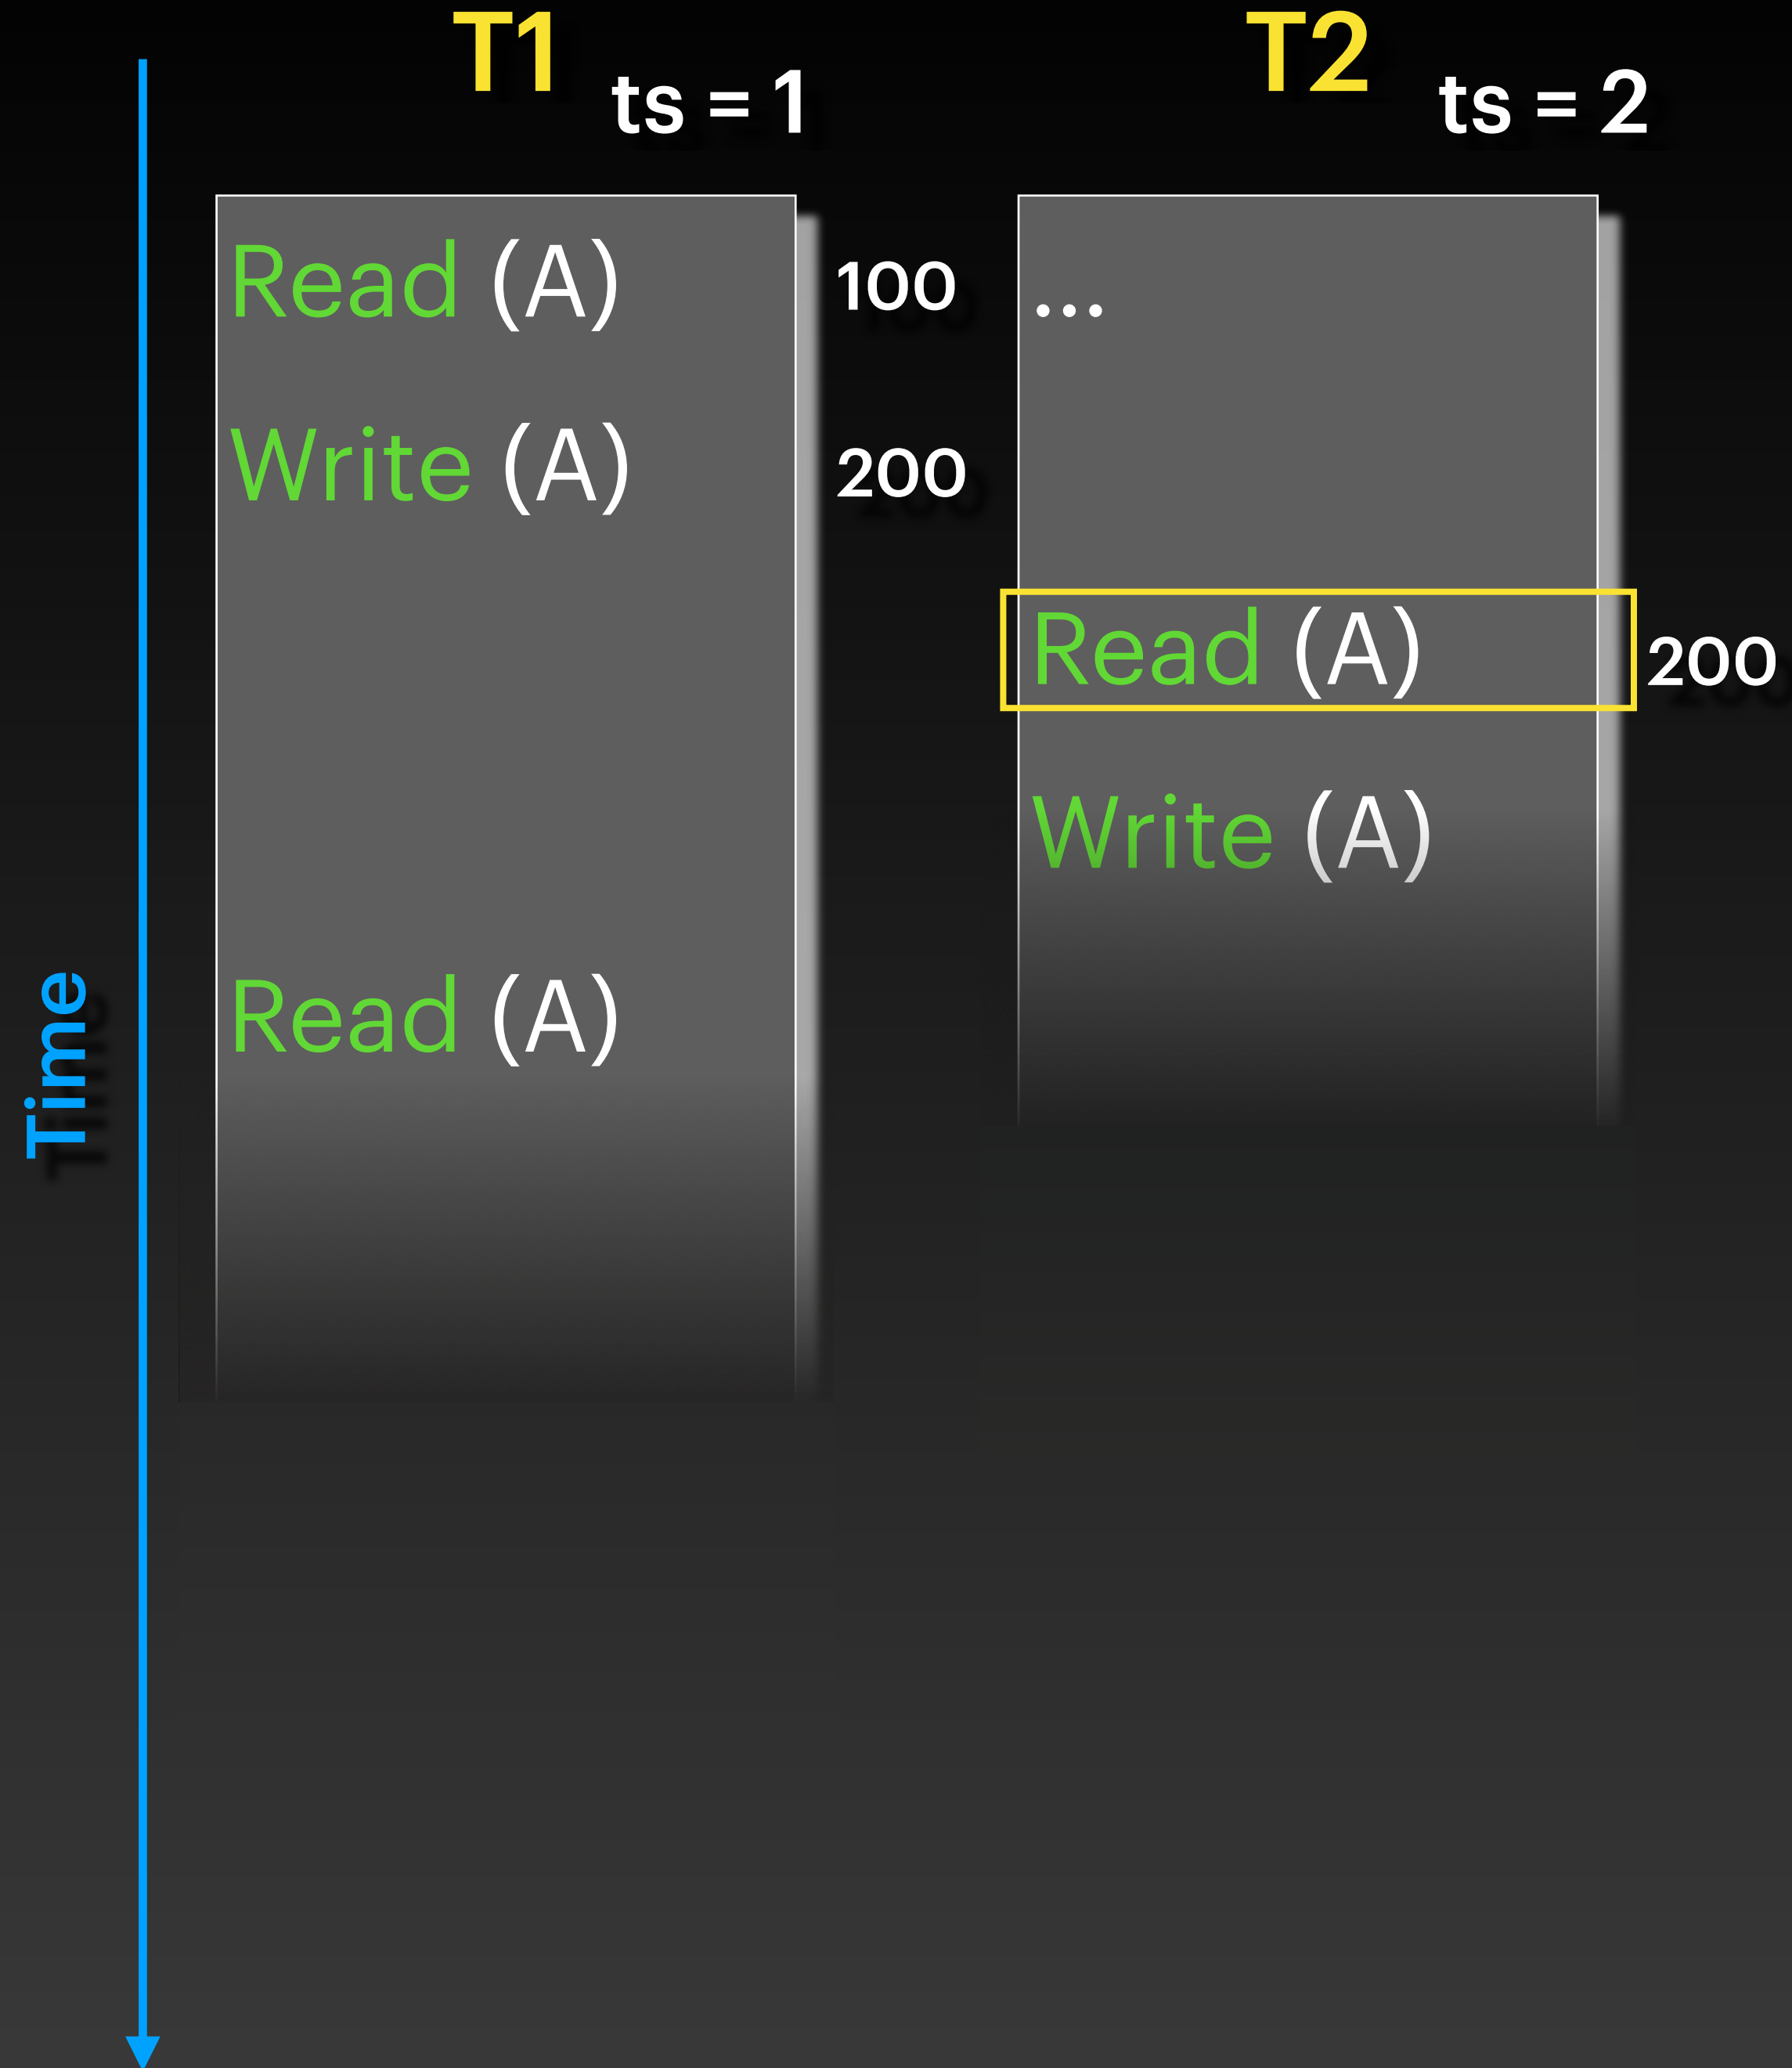 T1 ts = 1
T2 ts = 2
Read (A) 100
...
Write (A) 200
Read (A) 200
Write (A)
Read (A)
Time